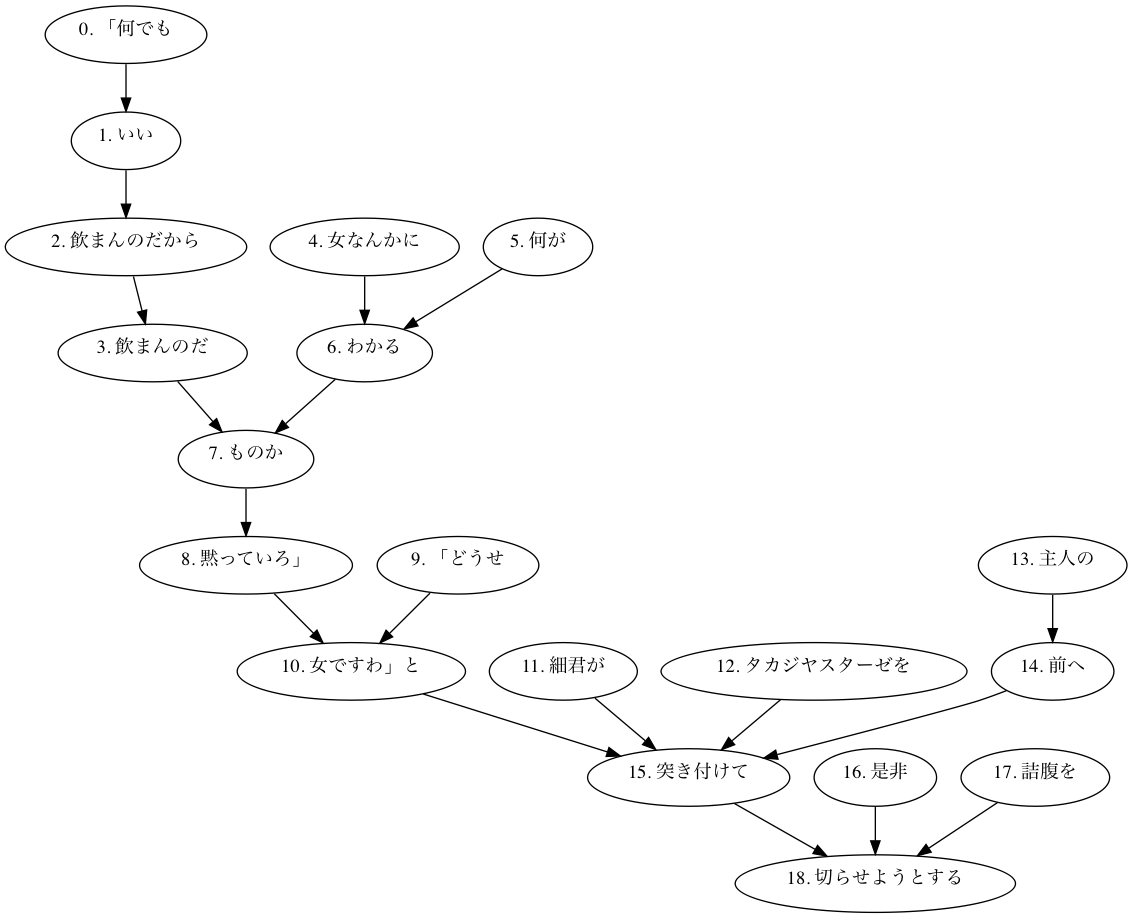 0. 「何でも
1. いい
2. 飲まんのだから
4. 女なんかに
5. 何が
3. 飲まんのだ
6. わかる
7. ものか
8. 黙っていろ」
9. 「どうせ
13. 主人の
10. 女ですわ」と
11. 細君が
12. タカジヤスターゼを
14. 前へ
15. 突き付けて
16. 是非
17. 詰腹を
18. 切らせようとする